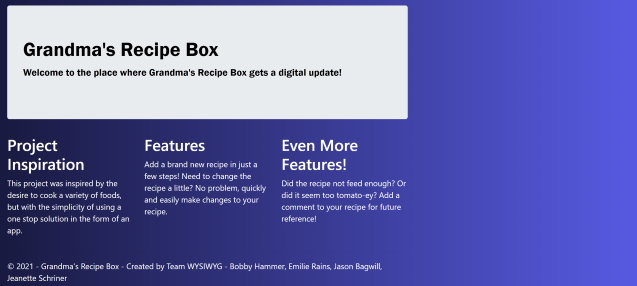 Grandma's Recipe Box
Welcome to the place where Grandma's Recipe Box gets a digital update!
Project
Inspiration
This project was inspired by the
desire to cook a variety of foods,
but with the simplicity of using a
one stop solution in the form of an
app.
Features
Add a brand new recipe in just a
few steps! Need to change the
recipe a little? No problem, quickly
and easily make changes to your
recipe.
Even More
Features!
Did the recipe not feed enough? Or
did it seem too tomato-ey? Add a
comment to your recipe for future
reference!
© 2021 - Grandma's Recipe Box - Created by Team WYSIWYG - Bobby Hammer, Emilie Rains, Jason Bagwill,
Jeanette Schriner